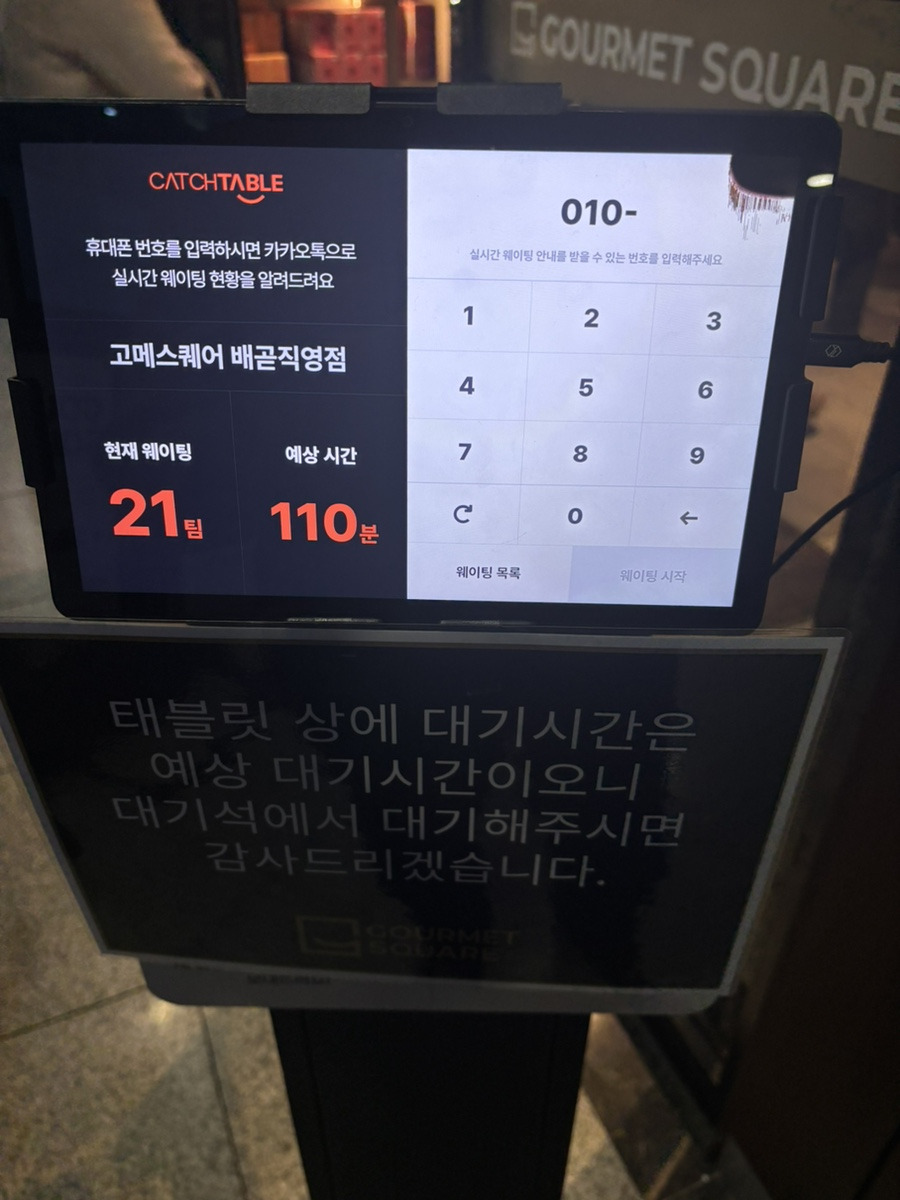 GOURMET SQUARE
CATCHTABLE
휴대폰 번호를 입력하시면 카카오톡으로
실시간 웨이팅 현황을 알려드려요
고메스퀘어 배곧직영점
현재 웨이팅
21팀
예상 시간
110분
010-
실시간 웨이팅 안내를 받을 수 있는 번호를 입력해주세요
1 2 3
4 5 6
7 8 9
0 ←
웨이팅 목록
웨이팅 시작
태블릿 상에 대기시간은
예상 대기시간이오니
대기석에서 대기해주시면
감사드리겠습니다.
GOURMET
SQUARE